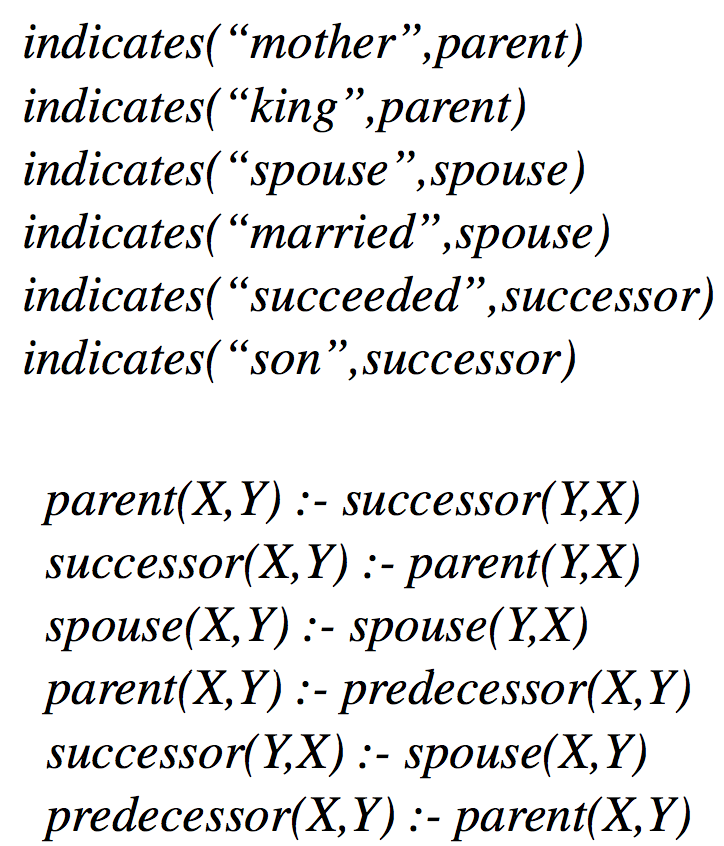 indicates(“mother”,parent)
indicates(“king”,parent)
indicates(“spouse”,spouse)
indicates(“married”,spouse)
indicates(“succeeded”,successor)
indicates(“son”,successor)
parent(X,Y) :- successor(Y,X)
successor(X,Y) :- parent(Y,X)
spouse(X,Y) :- spouse(Y,X)
parent(X,Y) :- predecessor(X,Y)
successor(Y,X) :- spouse(X,Y)
predecessor(X,Y) :- parent(X,Y)